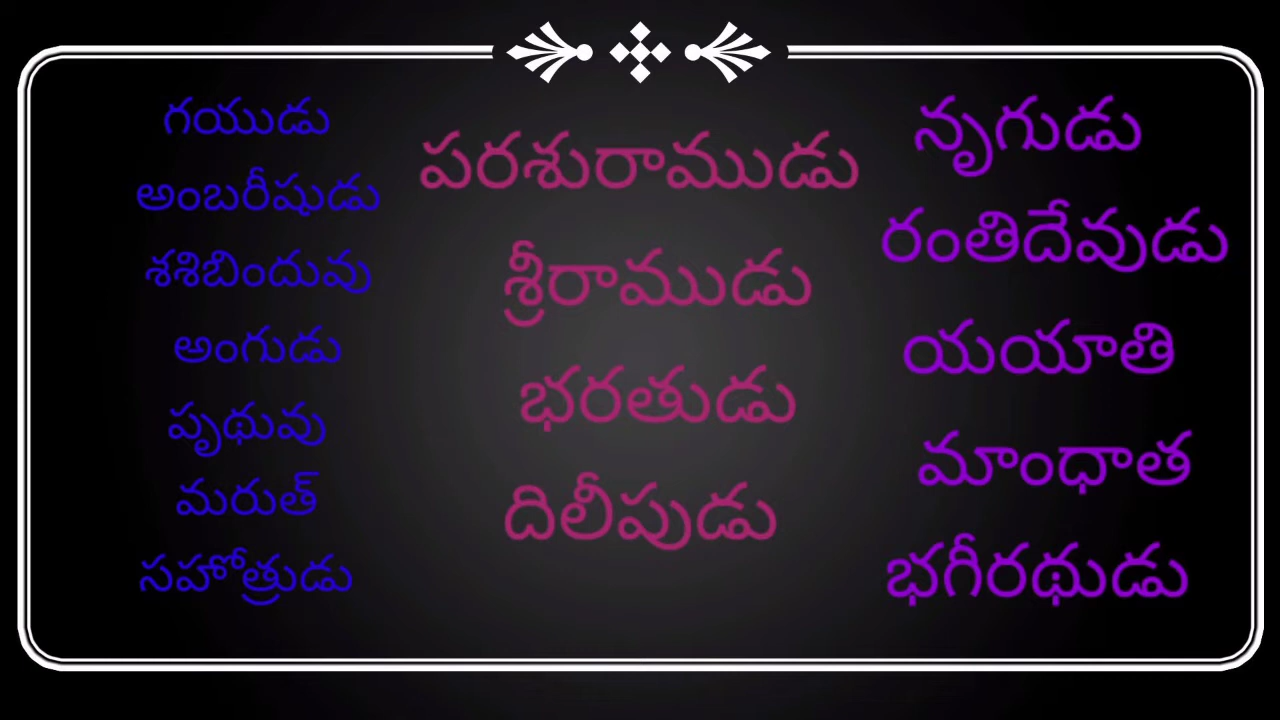 గయుడు
అంబరీషుడు
శశిబిందువు
అంగుడు
పృథువు
మరుత్
సహోత్రుడు
పరశురాముడు
శ్రీరాముడు
భరతుడు
దిలీపుడు
నృగుడు
రంతిదేవుడు
యయాతి
మాంధాత
భగీరథుడు